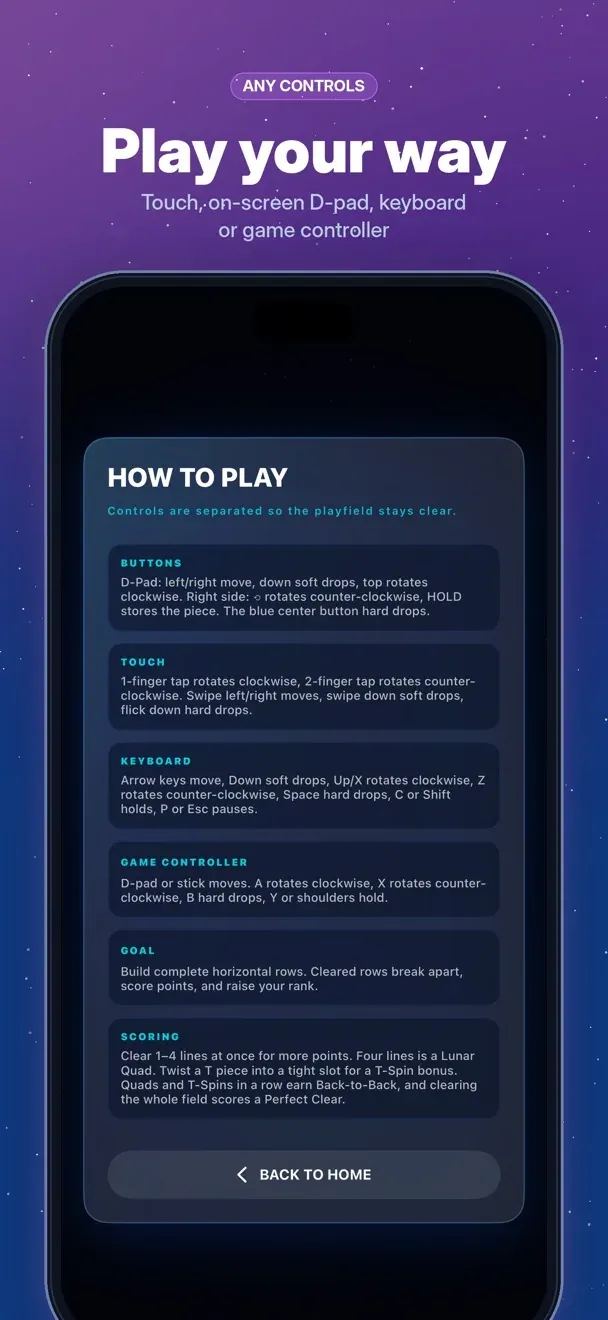 ANY CONTROLS
Play your way
Touch, on-screen D-pad, keyboard
or game controller
HOW TO PLAY
Controls are separated so the playfield stays clear.
BUTTONS
D-Pad: left/right move, down soft drops, top rotates
clockwise. Right side: ⟲ rotates counter-clockwise, HOLD
stores the piece. The blue center button hard drops.
TOUCH
1-finger tap rotates clockwise, 2-finger tap rotates counter-
clockwise. Swipe left/right moves, swipe down soft drops,
flick down hard drops.
KEYBOARD
Arrow keys move, Down soft drops, Up/X rotates clockwise, Z
rotates counter-clockwise, Space hard drops, C or Shift
holds, P or Esc pauses.
GAME CONTROLLER
D-pad or stick moves. A rotates clockwise, X rotates counter-
clockwise, B hard drops, Y or shoulders hold.
GOAL
Build complete horizontal rows. Cleared rows break apart,
score points, and raise your rank.
SCORING
Clear 1–4 lines at once for more points. Four lines is a Lunar
Quad. Twist a T piece into a tight slot for a T-Spin bonus.
Quads and T-Spins in a row earn Back-to-Back, and clearing
the whole field scores a Perfect Clear.
BACK TO HOME